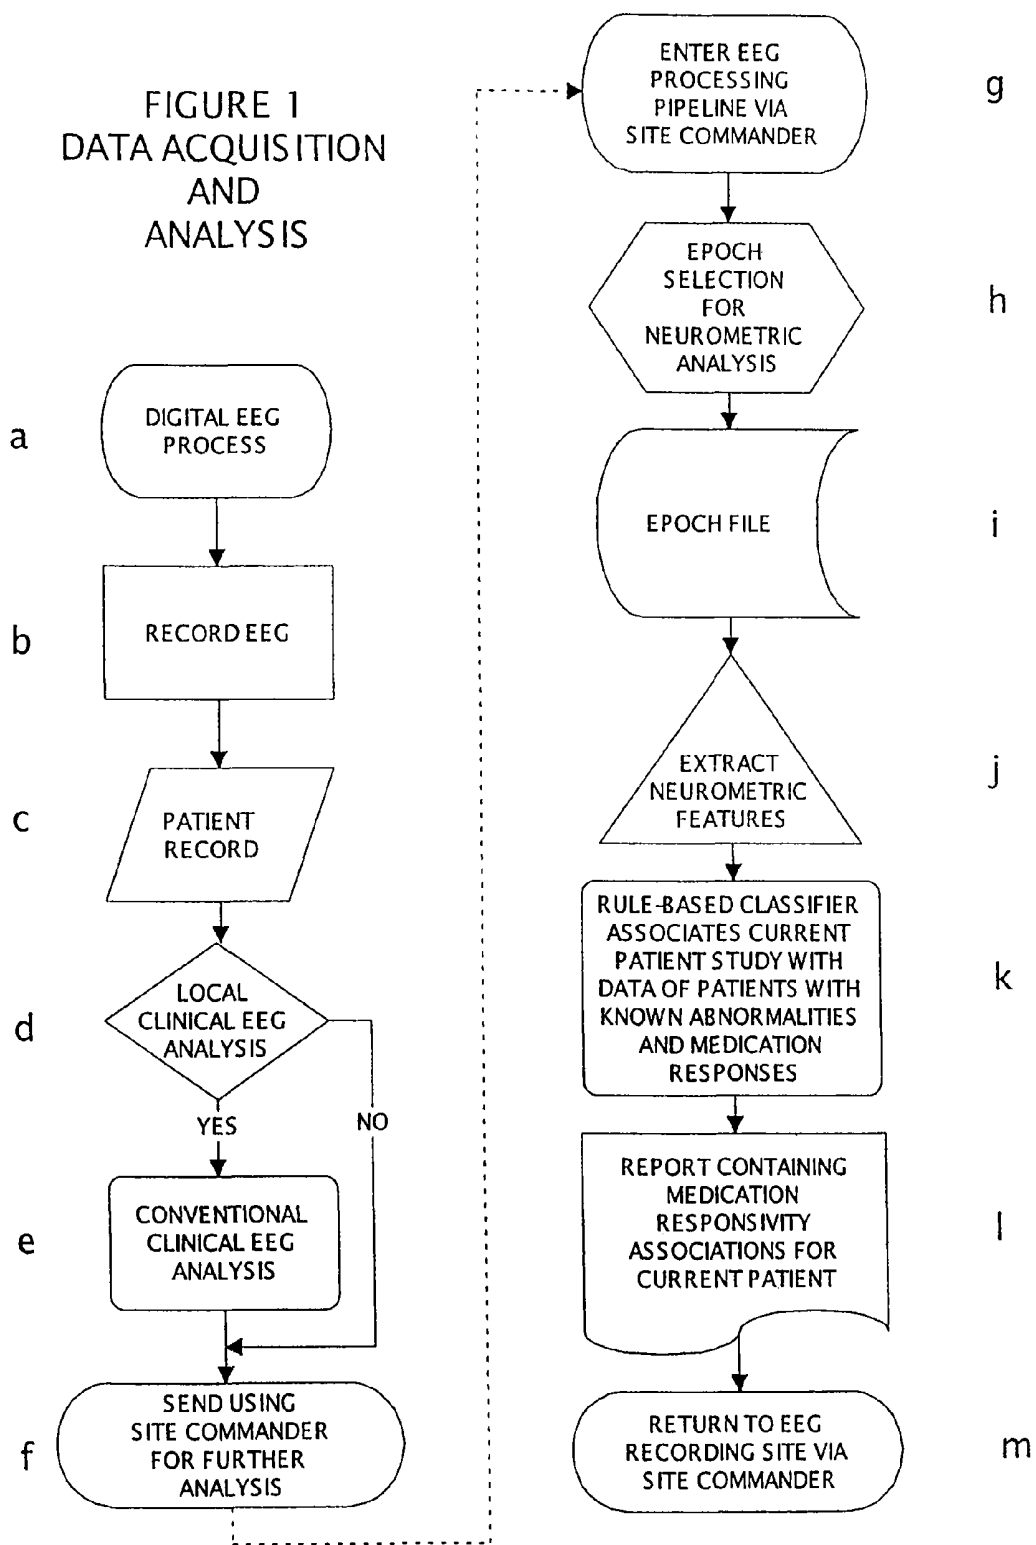 FIGURE 1
DATA ACQUISITION
AND
ANALYSIS
a
DIGITAL EEG
PROCESS
b
RECORD EEG
c
PATIENT
RECORD
d
LOCAL
CLINICAL EEG
ANALYSIS
YES
NO
e
CONVENTIONAL
CLINICAL EEG
ANALYSIS
f
SEND USING
SITE COMMANDER
FOR FURTHER
ANALYSIS
ENTER EEG
PROCESSING
PIPELINE VIA
SITE COMMANDER
g
EPOCH
SELECTION
FOR
NEUROMETRIC
ANALYSIS
h
EPOCH FILE
i
EXTRACT
NEUROMETRIC
FEATURES
j
RULE-BASED CLASSIFIER
ASSOCIATES CURRENT
PATIENT STUDY WITH
DATA OF PATIENTS WITH
KNOWN ABNORMALITIES
AND MEDICATION
RESPONSES
k
REPORT CONTAINING
MEDICATION
RESPONSIVITY
ASSOCIATIONS FOR
CURRENT PATIENT
l
RETURN TO EEG
RECORDING SITE VIA
SITE COMMANDER
m